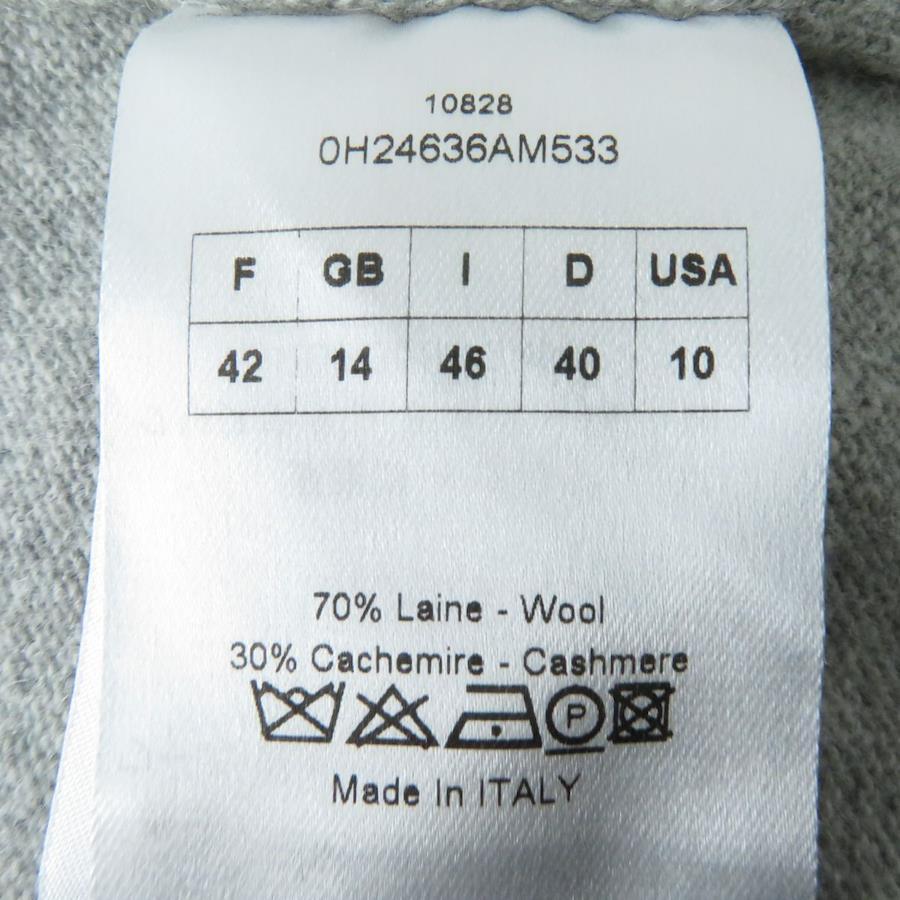 10828
0H24636AM533
F GB I D USA
42 14 46 40 10
70% Laine - Wool
30% Cachemire - Cashmere
P
Made In ITALY